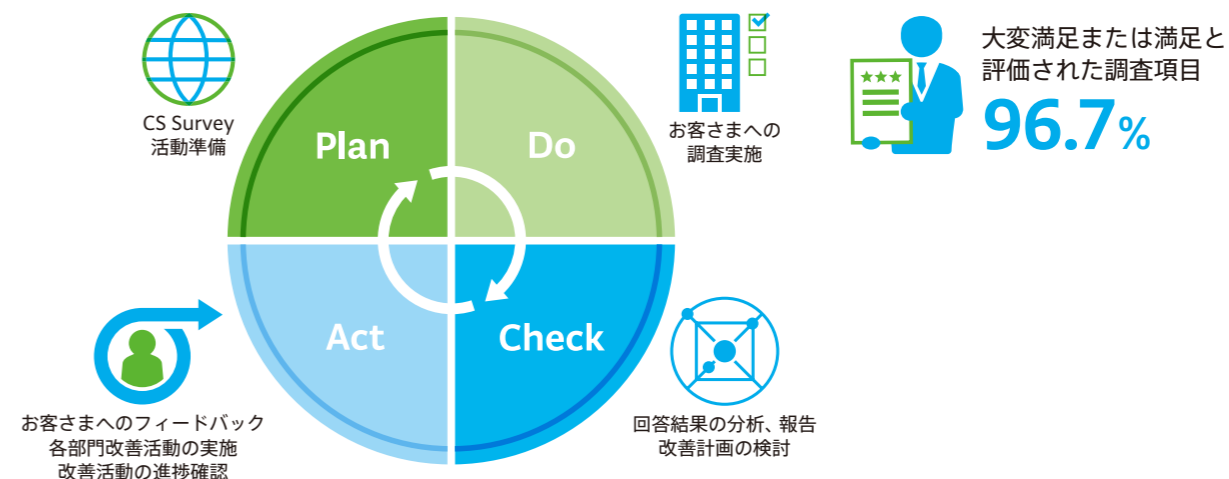 CS Survey
活動準備
Plan
Do
お客さまへの
調査実施
大変満足または満足と
評価された調査項目
96.7%
Act
Check
お客さまへのフィードバック
各部門改善活動の実施
改善活動の進捗確認
回答結果の分析、報告
改善計画の検討